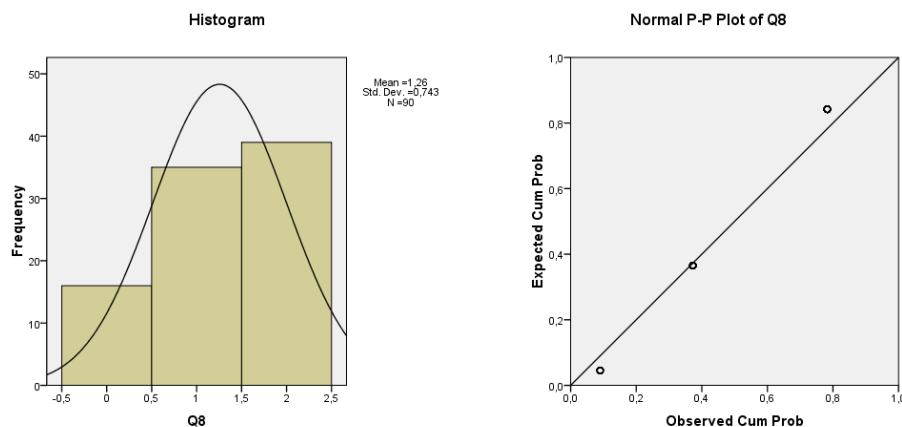 Histogram
50
40
30
20
10
0
Frequency
-0,5
0
0,5
1
1,5
2
2,5
Q8
Mean =1,26
Std. Dev. =0,743
N =90
Normal P-P Plot of Q8
1,0
0,8
0,6
0,4
0,2
0,0
Expected Cum Prob
0,0
0,2
0,4
0,6
0,8
1,0
Observed Cum Prob